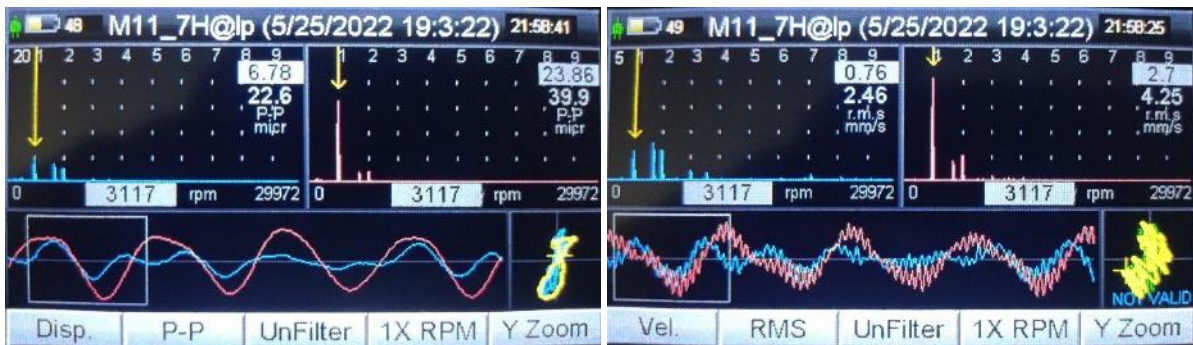 48 M11_7H@lp (5/25/2022 19:3:22) 21:58:41
20 1 2 3 4 5 6 7 8 9 1 2 3 4 5 6 7 8 9
6.78 23.86
22.6 39.9
P-P P-P
micr micr
0 3117 rpm 29972 0 3117 rpm 29972
Disp. P-P UnFilter 1X RPM Y Zoom
49 M11_7H@lp (5/25/2022 19:3:22) 21:58:25
5 1 2 3 4 5 6 7 8 9 1 2 3 4 5 6 7 8 9
0.76 2.7
2.46 4.25
r.m.s r.m.s
mm/s mm/s
0 3117 rpm 29972 0 3117 rpm 29972
NOT VALID
Vel. RMS UnFilter 1X RPM Y Zoom